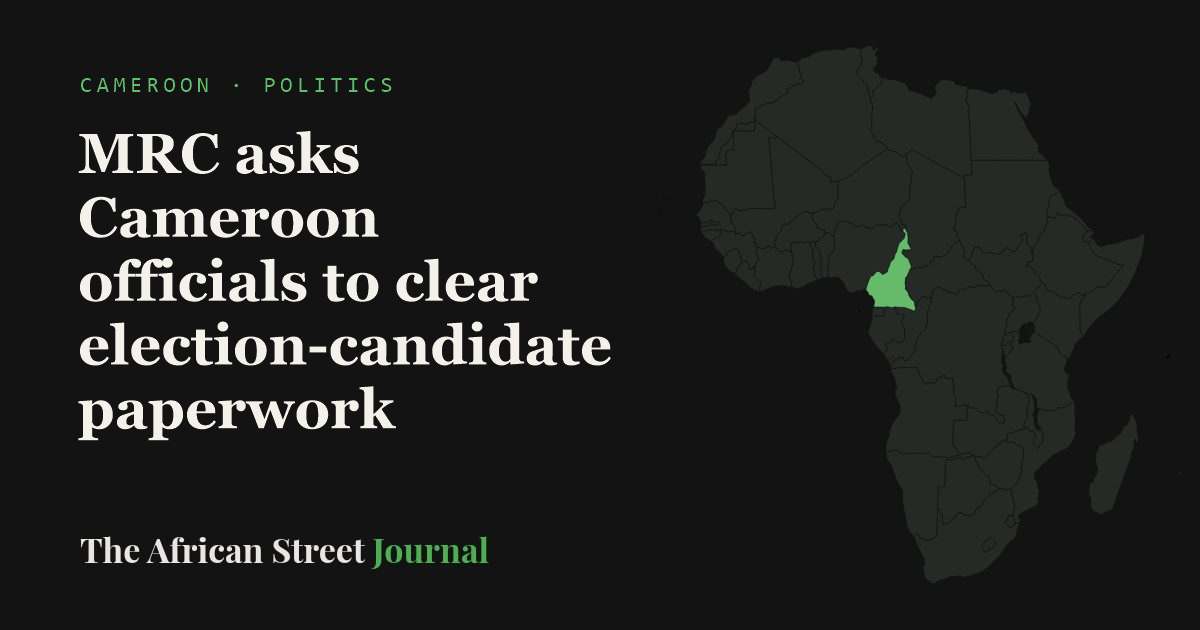 CAMEROON · POLITICS
MRC asks
Cameroon
officials to clear
election-candidate
paperwork
The African Street Journal